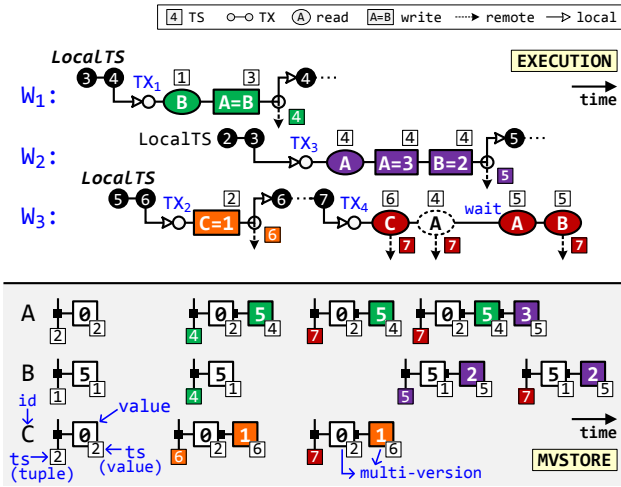 4 TS TX A read A=B write remote local
LocalTS
EXECUTION
3 4 TX1 1 3 4
W1: B A=B time
4
LocalTS 2 3 TX3 4 4 4 5
W2: A A=3 B=2
LocalTS 5
5 6 TX2 2 6 7 TX4 6 4 wait 5 5
W3: C=1 C A A B
6 7 7 7 7
A 0 0 5 0 5 0 5 3
2 2 4 2 4 7 2 4 7 2 4 5
B 5 5 5 2 5 2
1 1 4 1 5 1 5 7 1 5
id value
C 0 0 1 0 1 time
ts (tuple) 2 2 ts (value) 6 2 6 7 2 6
multi-version MVSTORE